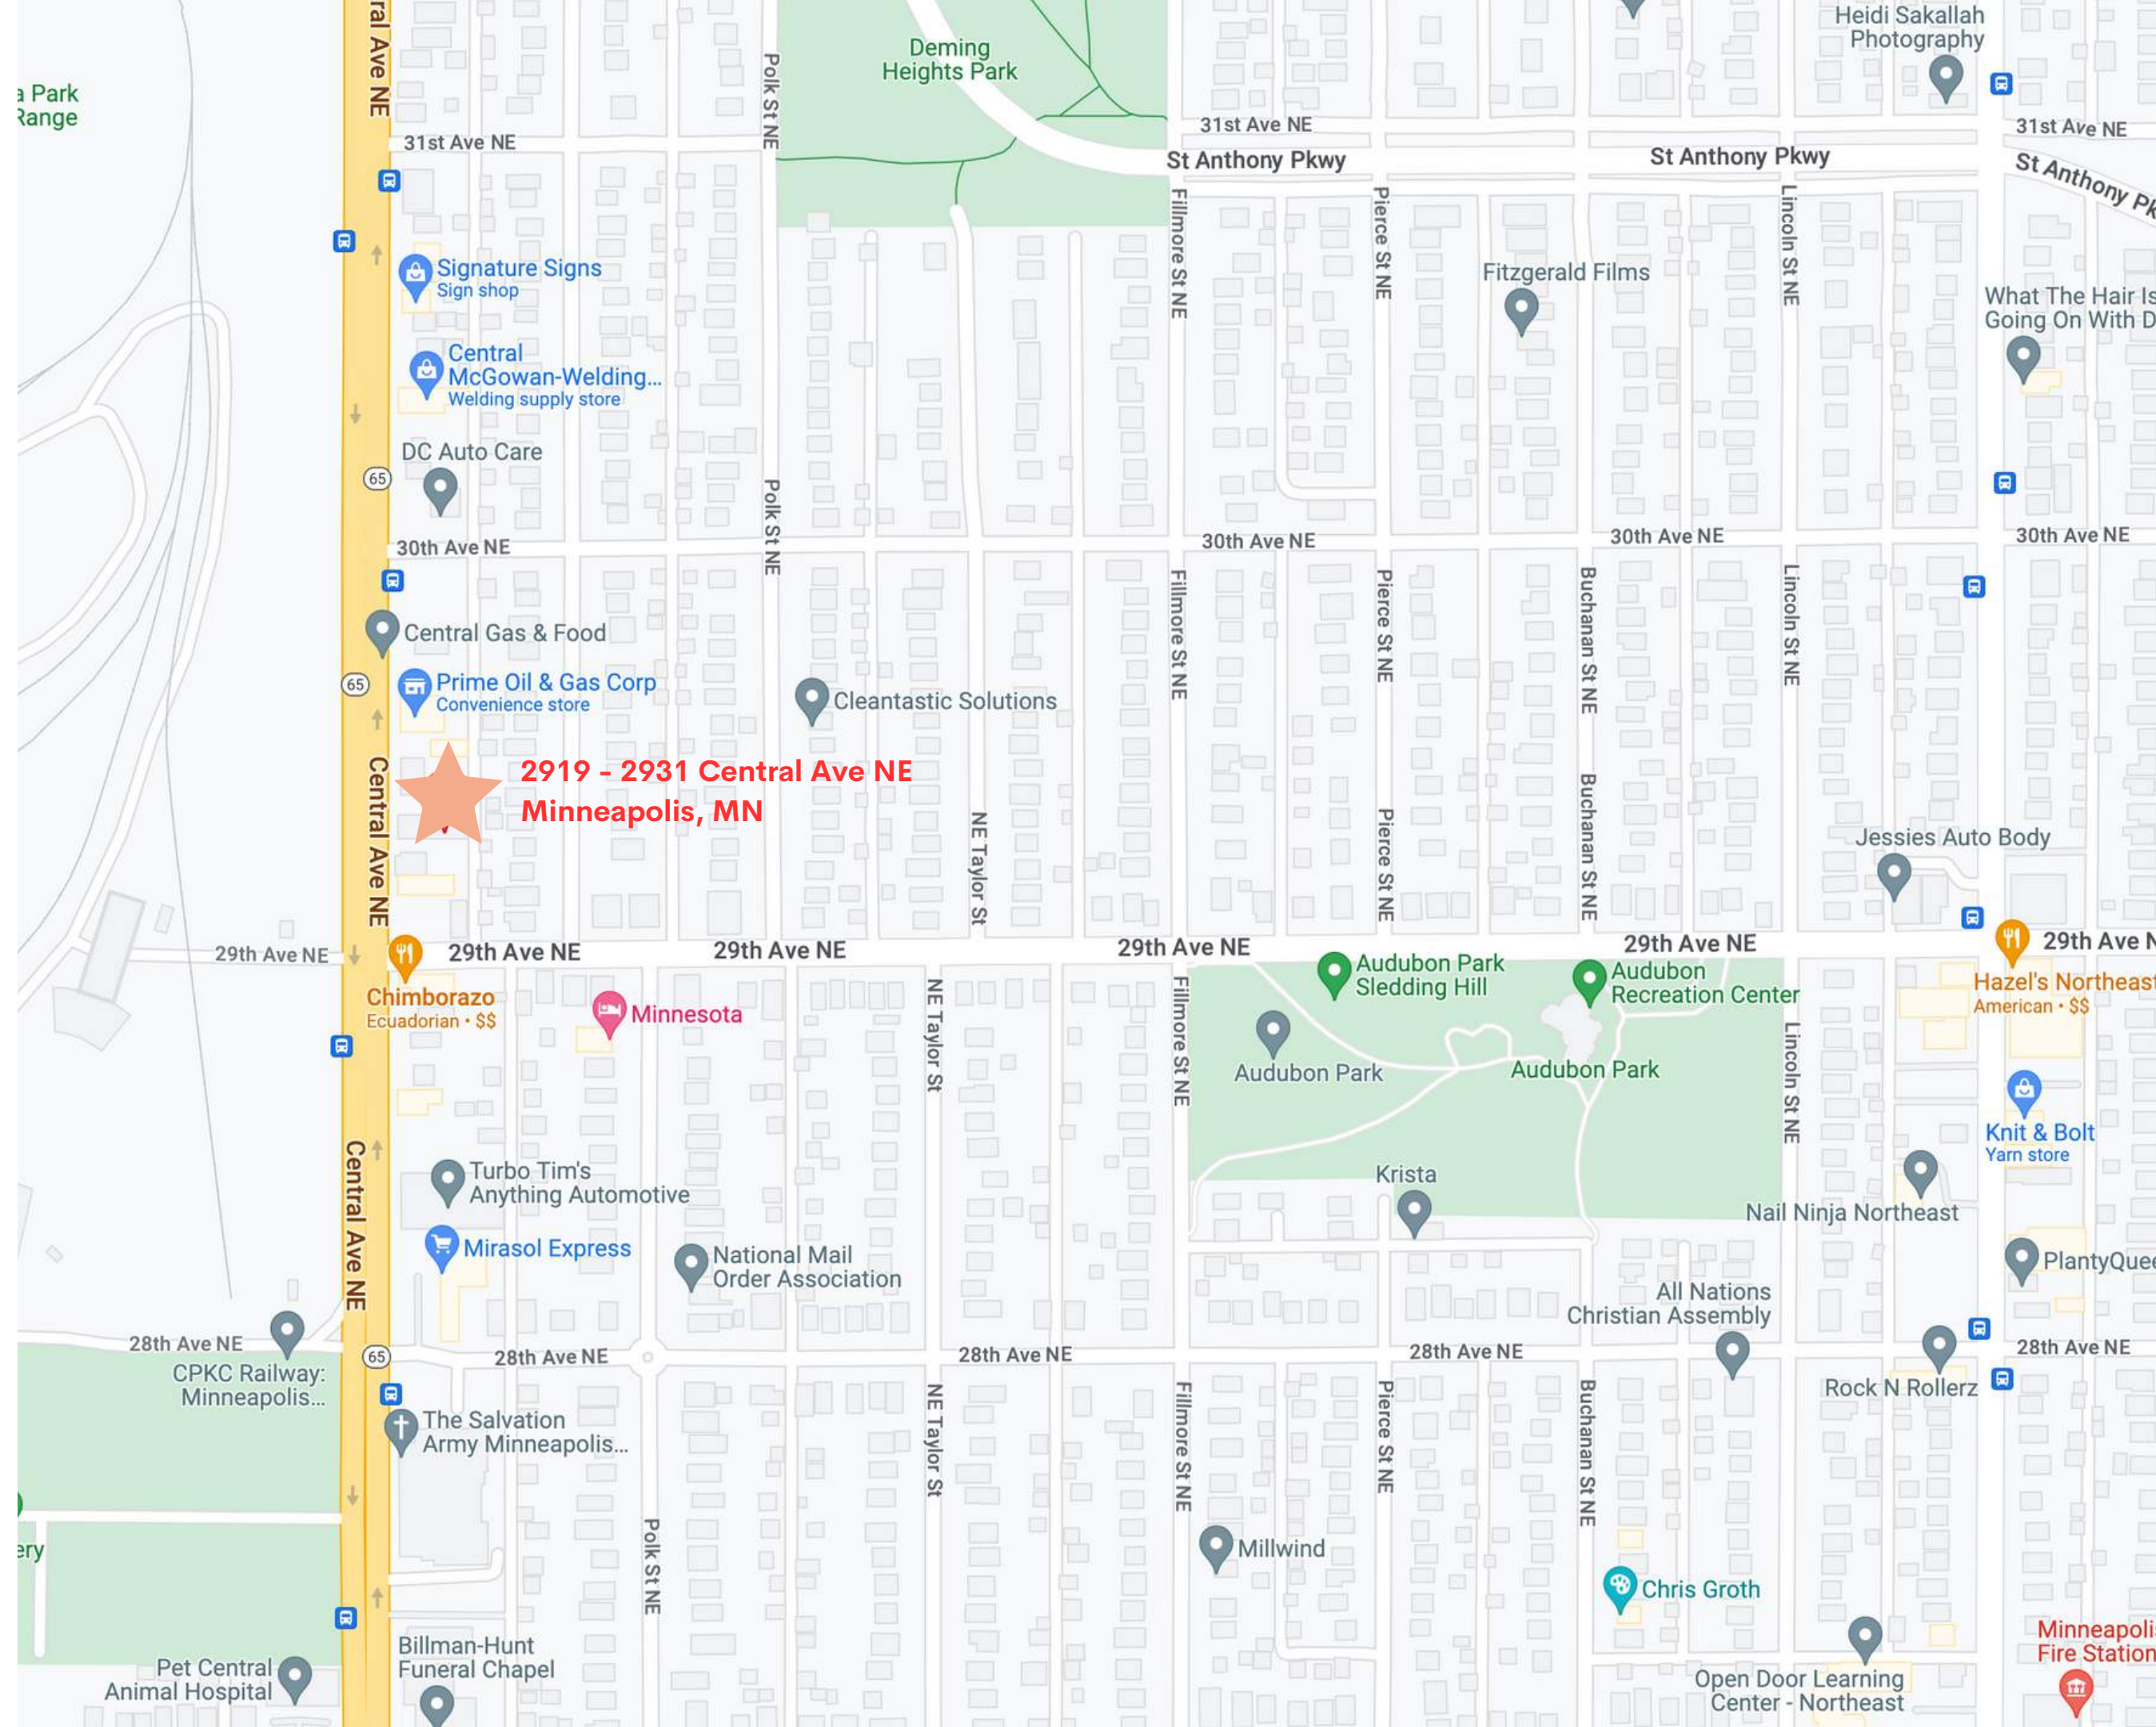 ral Ave NE
Heidi Sakallah
Photography
Deming
Heights Park
a Park
Range
Polk St NE
31st Ave NE
31st Ave NE
31st Ave NE
St Anthony Pkwy
St Anthony Pkwy
St Anthony Pk
Signature Signs
Sign shop
Fillmore St NE
Pierce St NE
Lincoln St NE
Fitzgerald Films
What The Hair Is
Going On With D
Central
McGowan-Welding...
Welding supply store
DC Auto Care
65
Polk St NE
30th Ave NE
30th Ave NE
30th Ave NE
30th Ave NE
Central Gas & Food
Fillmore St NE
Pierce St NE
Buchanan St NE
Lincoln St NE
65
Prime Oil & Gas Corp
Convenience store
Cleantastic Solutions
Central Ave NE
2919 - 2931 Central Ave NE
Minneapolis, MN
NE Taylor St
Pierce St NE
Buchanan St NE
Jessies Auto Body
29th Ave NE
29th Ave NE
29th Ave NE
29th Ave NE
29th Ave NE
29th Ave N
Chimborazo
Ecuadorian • $$
Minnesota
NE Taylor St
Fillmore St NE
Audubon Park
Sledding Hill
Audubon
Recreation Center
Audubon Park
Audubon Park
Lincoln St NE
Hazel's Northeast
American • $$
Knit & Bolt
Yarn store
Central Ave NE
Turbo Tim's
Anything Automotive
Krista
Nail Ninja Northeast
Mirasol Express
National Mail
Order Association
PlantyQuee
All Nations
Christian Assembly
28th Ave NE
65
28th Ave NE
28th Ave NE
28th Ave NE
28th Ave NE
CPKC Railway:
Minneapolis...
Rock N Rollerz
The Salvation
Army Minneapolis...
NE Taylor St
Fillmore St NE
Pierce St NE
Buchanan St NE
Polk St NE
ery
Millwind
Chris Groth
Billman-Hunt
Funeral Chapel
Pet Central
Animal Hospital
Open Door Learning
Center - Northeast
Minneapoli
Fire Station